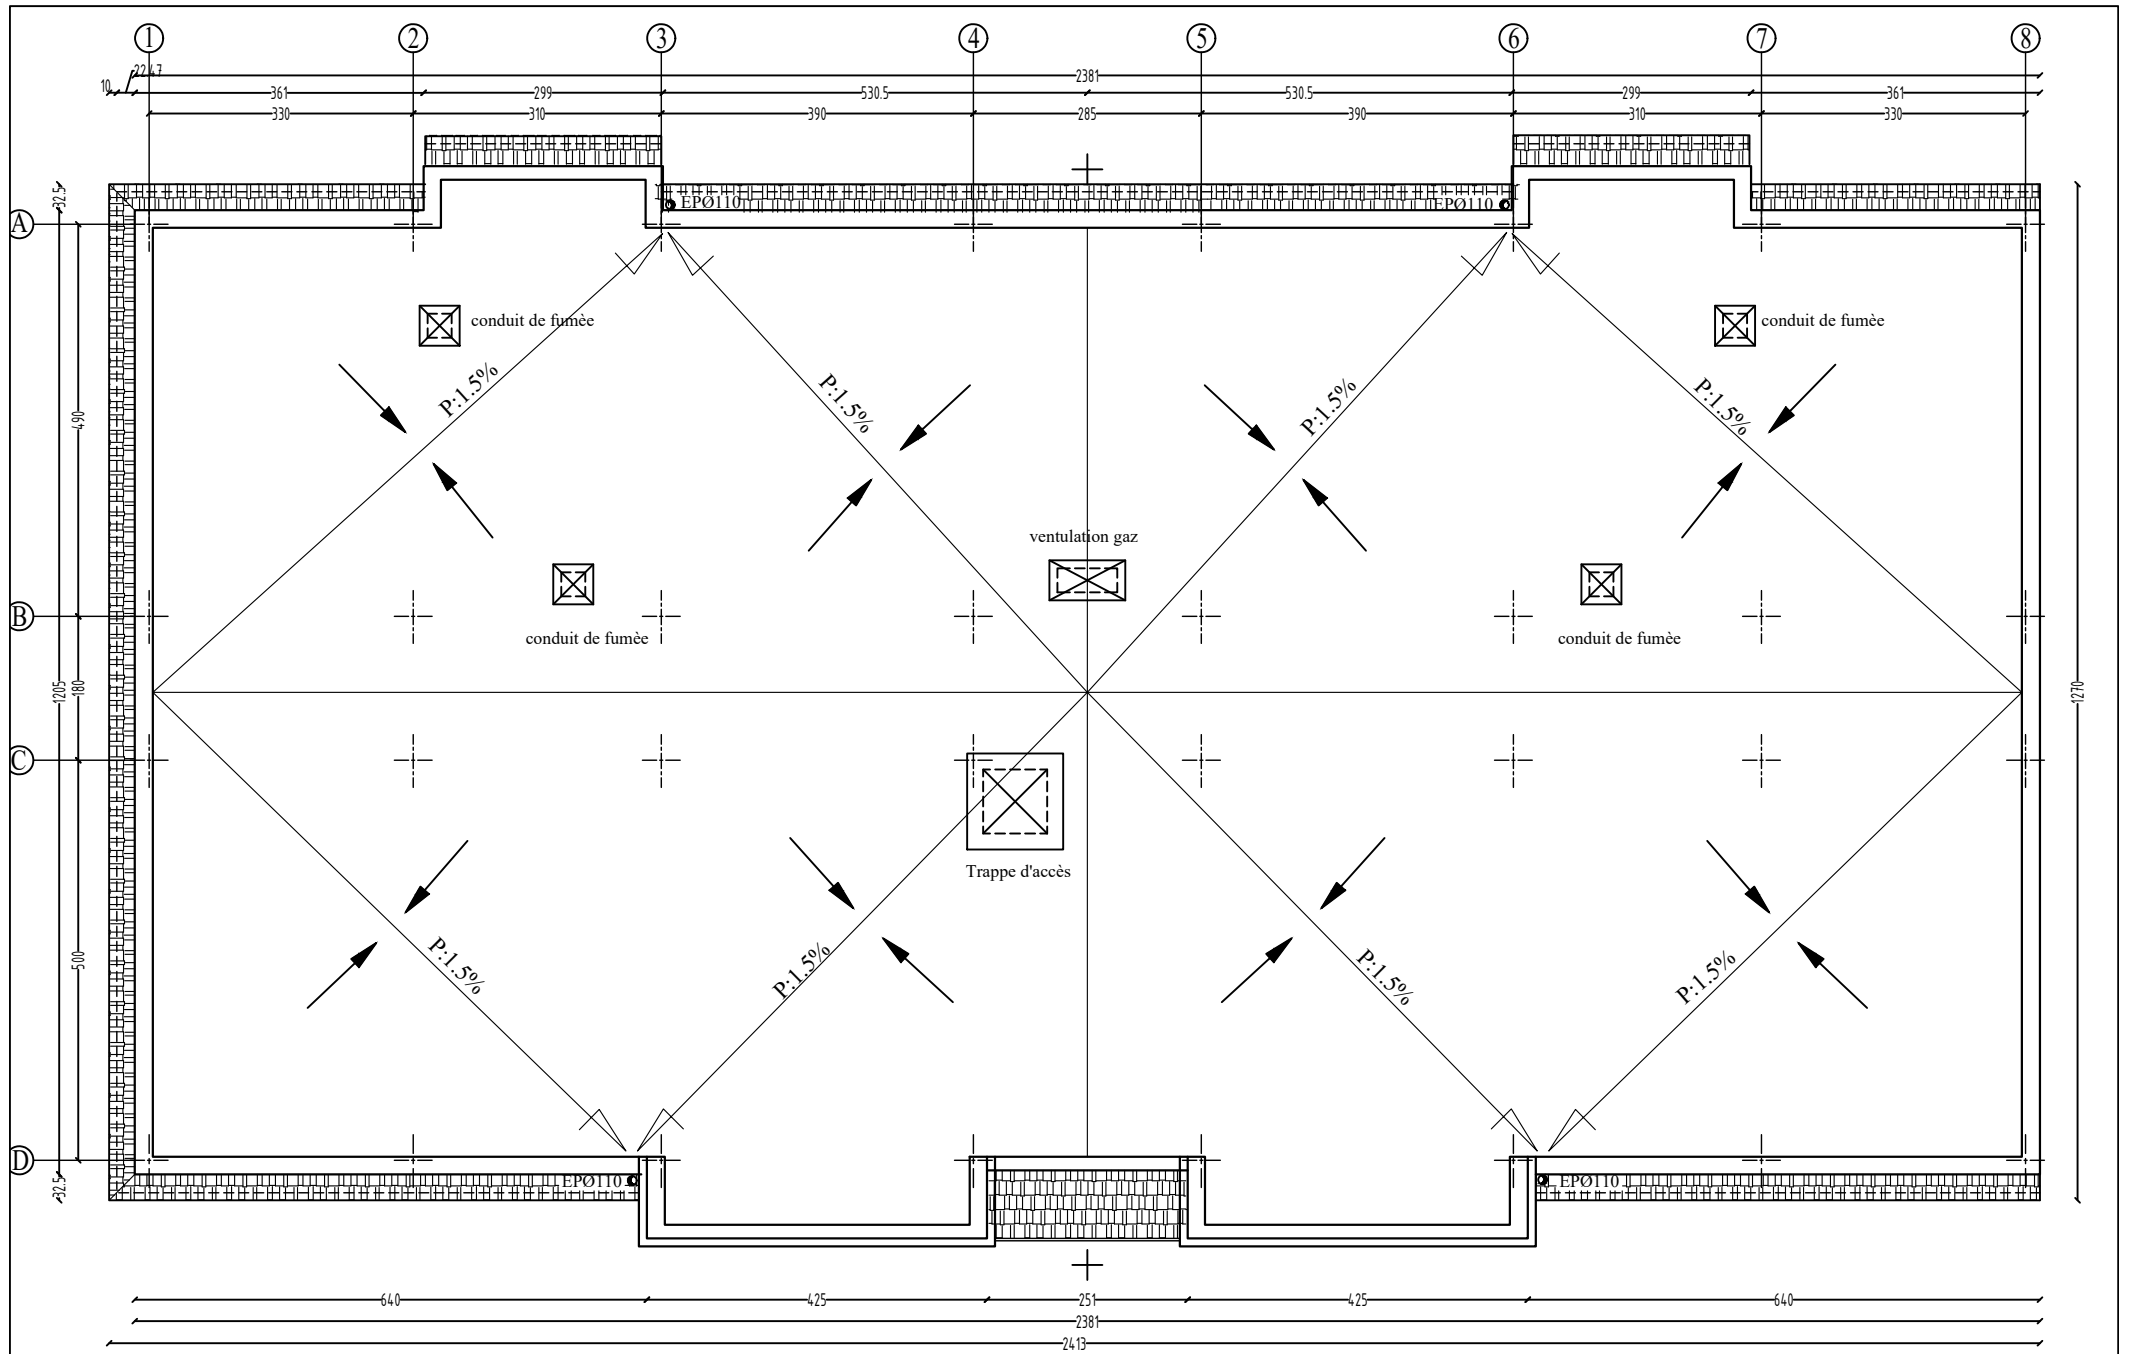 1 2 3 4 5 6 7 8
2381
10 22.47 361 299 530.5 530.5 299 361
330 310 390 285 390 310 330
32.5
A
EPØ110 EPØ110
conduit de fumèe conduit de fumèe
P:1.5% P:1.5% P:1.5% P:1.5%
490
ventulation gaz
B
conduit de fumèe conduit de fumèe
1205 180 1270
C
Trappe d'accès
500
P:1.5% P:1.5% P:1.5% P:1.5%
D
32.5
EPØ110 EPØ110
640 425 251 425 640
2381
2413